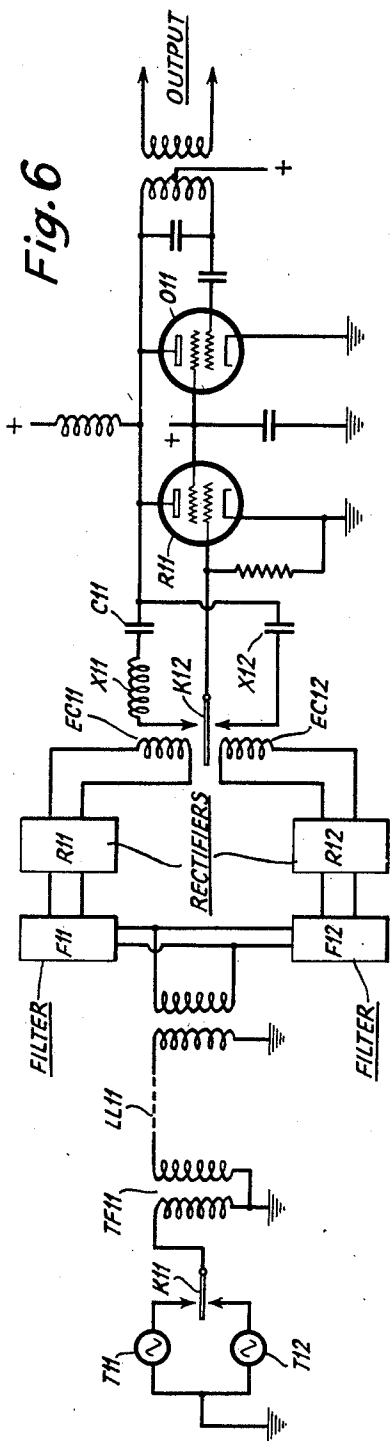 Fig. 6
T11
T12
K11
TF11
LL11
FILTER
F11
R11
RECTIFIERS
F12
R12
FILTER
EC11
EC12
X11
C11
K12
X12
R11
+
+
O11
+
OUTPUT